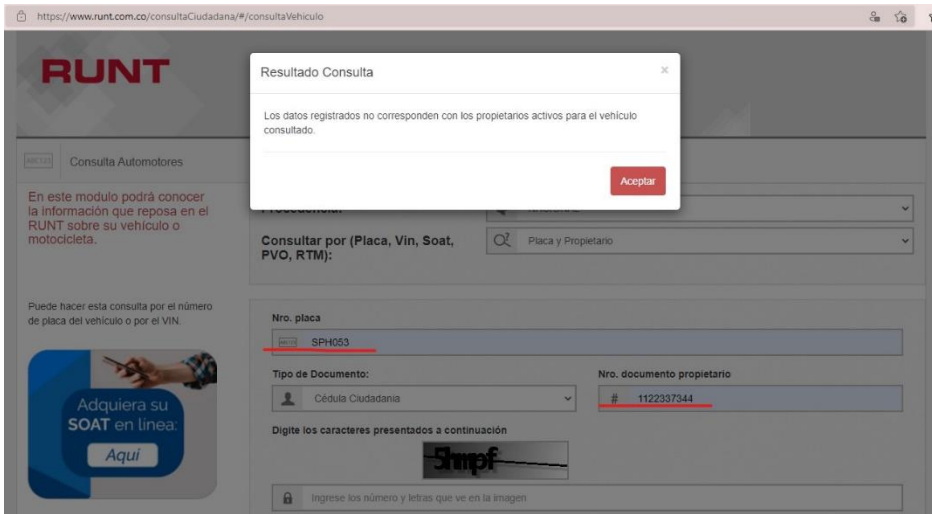 https://www.runt.com.co/consultaCiudadana/#/consultaVehiculo
RUNT
Resultado Consulta
×
Los datos registrados no corresponden con los propietarios activos para el vehículo
consultado.
Aceptar
ABC123
Consulta Automotores
En este modulo podrá conocer
la información que reposa en el
RUNT sobre su vehículo o
motocicleta.
Procedencia:
NACIONAL
Consultar por (Placa, Vin, Soat,
PVO, RTM):
Placa y Propietario
Puede hacer esta consulta por el número
de placa del vehículo o por el VIN.
Adquiera su
SOAT en linea:
Aquí
Nro. placa
SPH053
Tipo de Documento:
Cédula Ciudadania
Nro. documento propietario
# 1122337344
Digite los caracteres presentados a continuación
5hmpf
Ingrese los número y letras que ve en la imagen